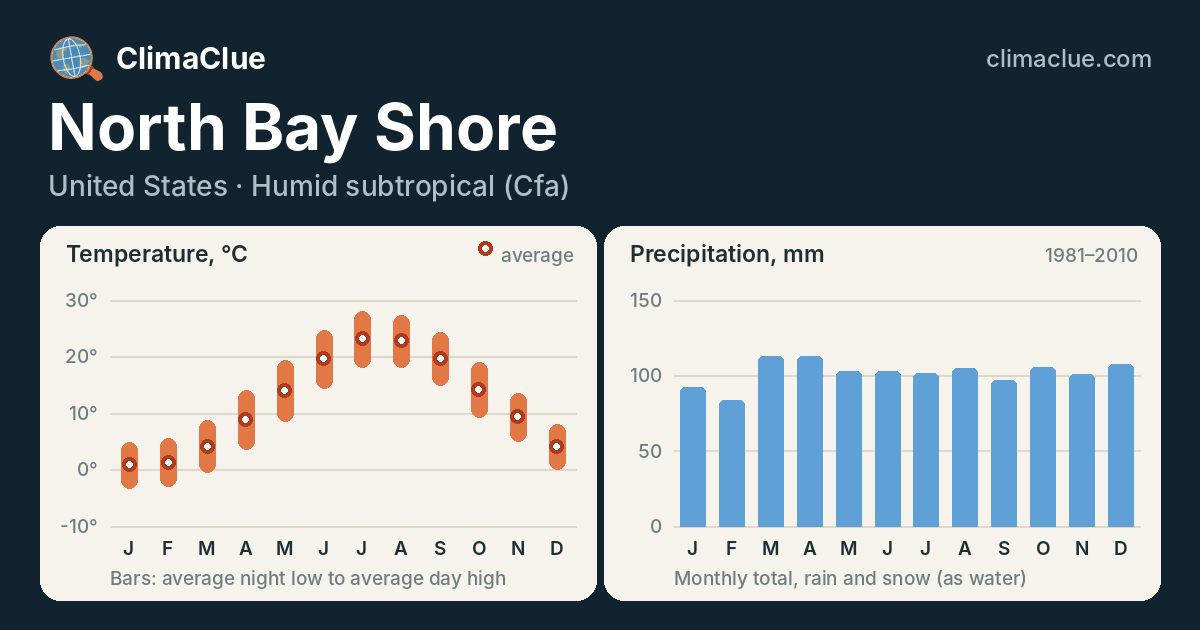 ClimaClue
climaclue.com
North Bay Shore
United States · Humid subtropical (Cfa)
Temperature, °C
average
30°
20°
10°
0°
-10°
J F M A M J J A S O N D
Bars: average night low to average day high
Precipitation, mm
1981–2010
150
100
50
0
J F M A M J J A S O N D
Monthly total, rain and snow (as water)